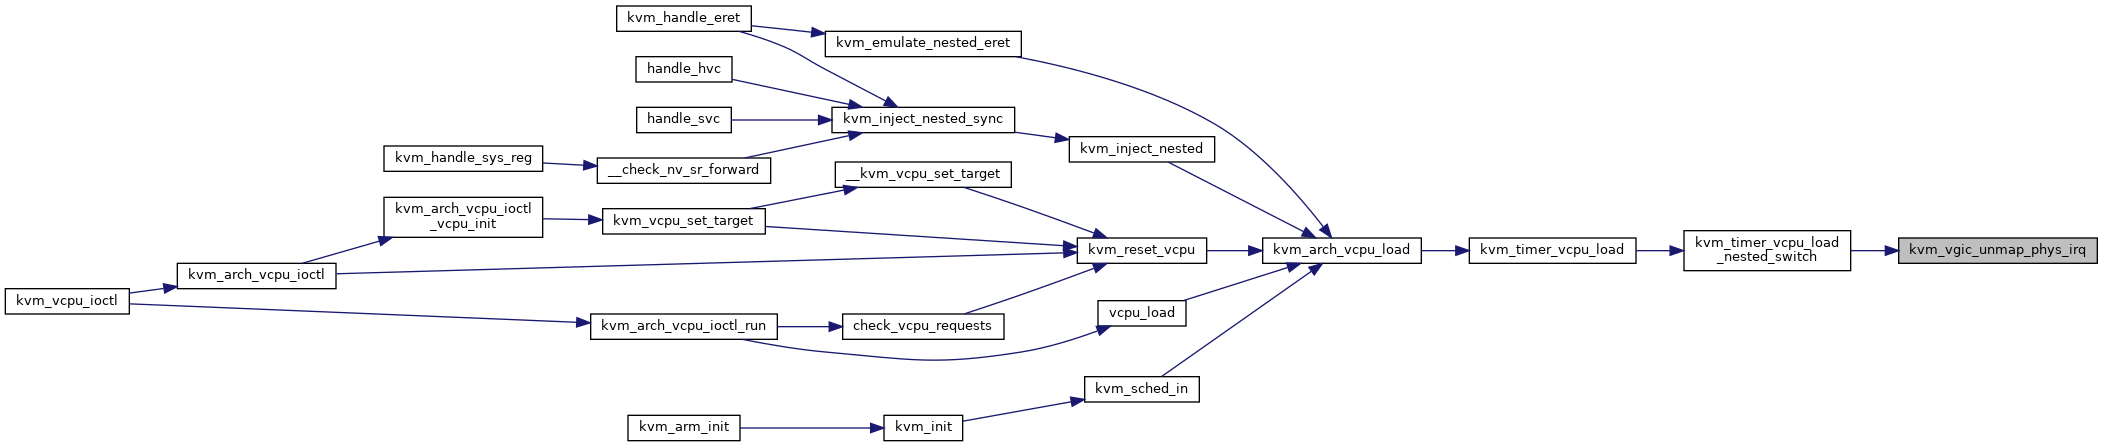 kvm_handle_eret
kvm_emulate_nested_eret
handle_hvc
handle_svc
kvm_inject_nested_sync
kvm_inject_nested
kvm_handle_sys_reg
__check_nv_sr_forward
__kvm_vcpu_set_target
kvm_arch_vcpu_ioctl
_vcpu_init
kvm_vcpu_set_target
kvm_reset_vcpu
kvm_arch_vcpu_load
kvm_timer_vcpu_load
kvm_timer_vcpu_load
_nested_switch
kvm_vgic_unmap_phys_irq
kvm_arch_vcpu_ioctl
kvm_vcpu_ioctl
kvm_arch_vcpu_ioctl_run
check_vcpu_requests
vcpu_load
kvm_sched_in
kvm_arm_init
kvm_init